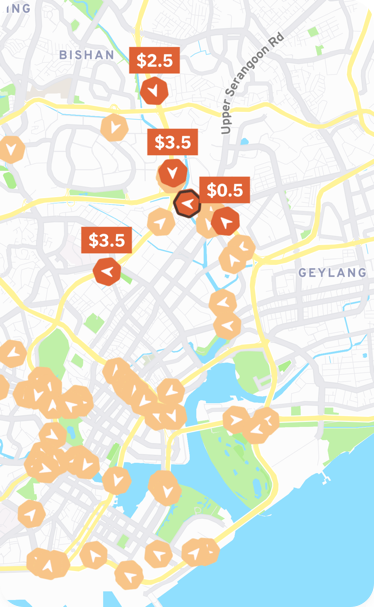 ING
BISHAN
$2.5
Upper Serangoon Rd
$3.5
$0.5
$3.5
GEYLANG